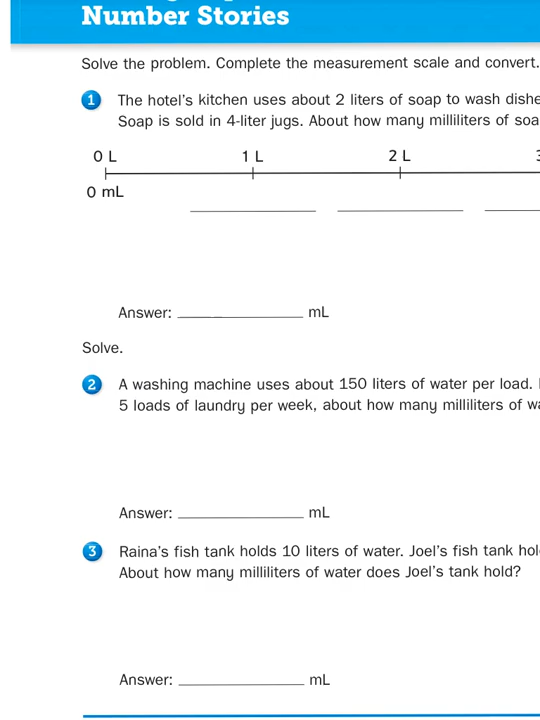 Number Stories
Solve the problem. Complete the measurement scale and convert.
1 The hotel's kitchen uses about 2 liters of soap to wash
Soap is sold in 4-liter jugs. About how many milliliters of
0 L 1 L 2 L
0 mL
Answer: mL
Solve.
2 A washing machine uses about 150 liters of water per load.
5 loads of laundry per week, about how many milliliters of
Answer: mL
3 Raina's fish tank holds 10 liters of water. Joel's fish tank
About how many milliliters of water does Joel's tank hold?
Answer: mL